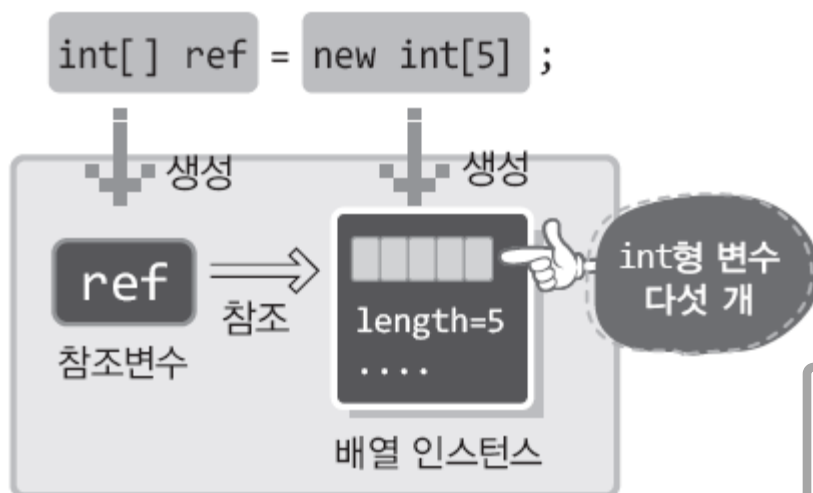 int[] ref = new int[5] ;
생성 생성
ref
참조
참조변수
length=5
....
배열 인스턴스
int형 변수
다섯 개